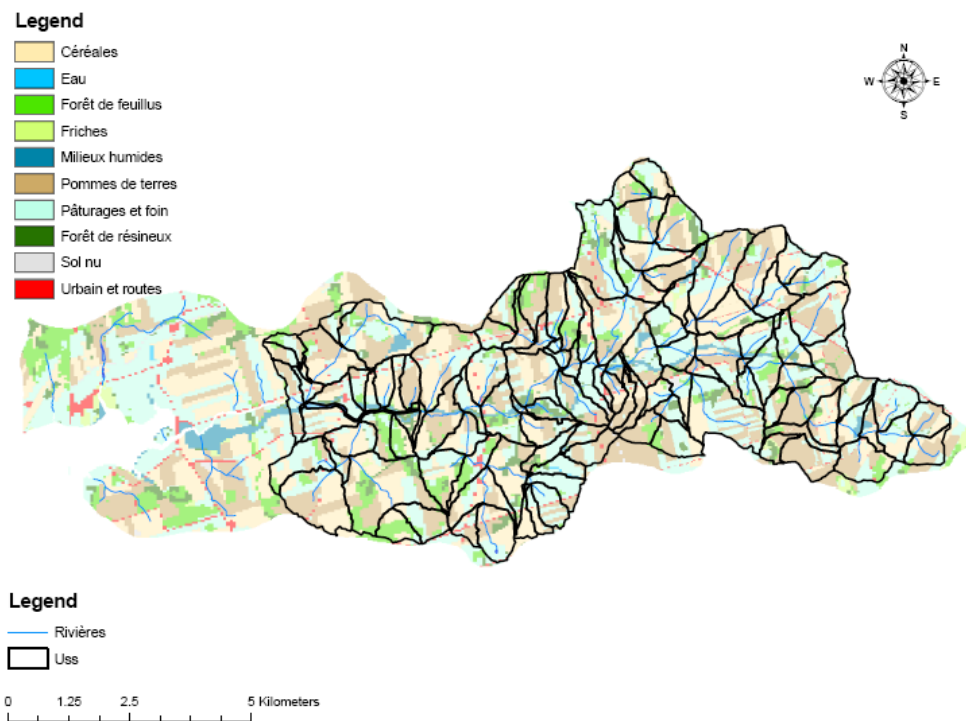 Legend
Céréales
Eau
Forêt de feuillus
Friches
Milieux humides
Pommes de terres
Pâturages et foin
Forêt de résineux
Sol nu
Urbain et routes
N
W E
S
Legend
Rivières
Uss
0 1.25 2.5 5 Kilometers